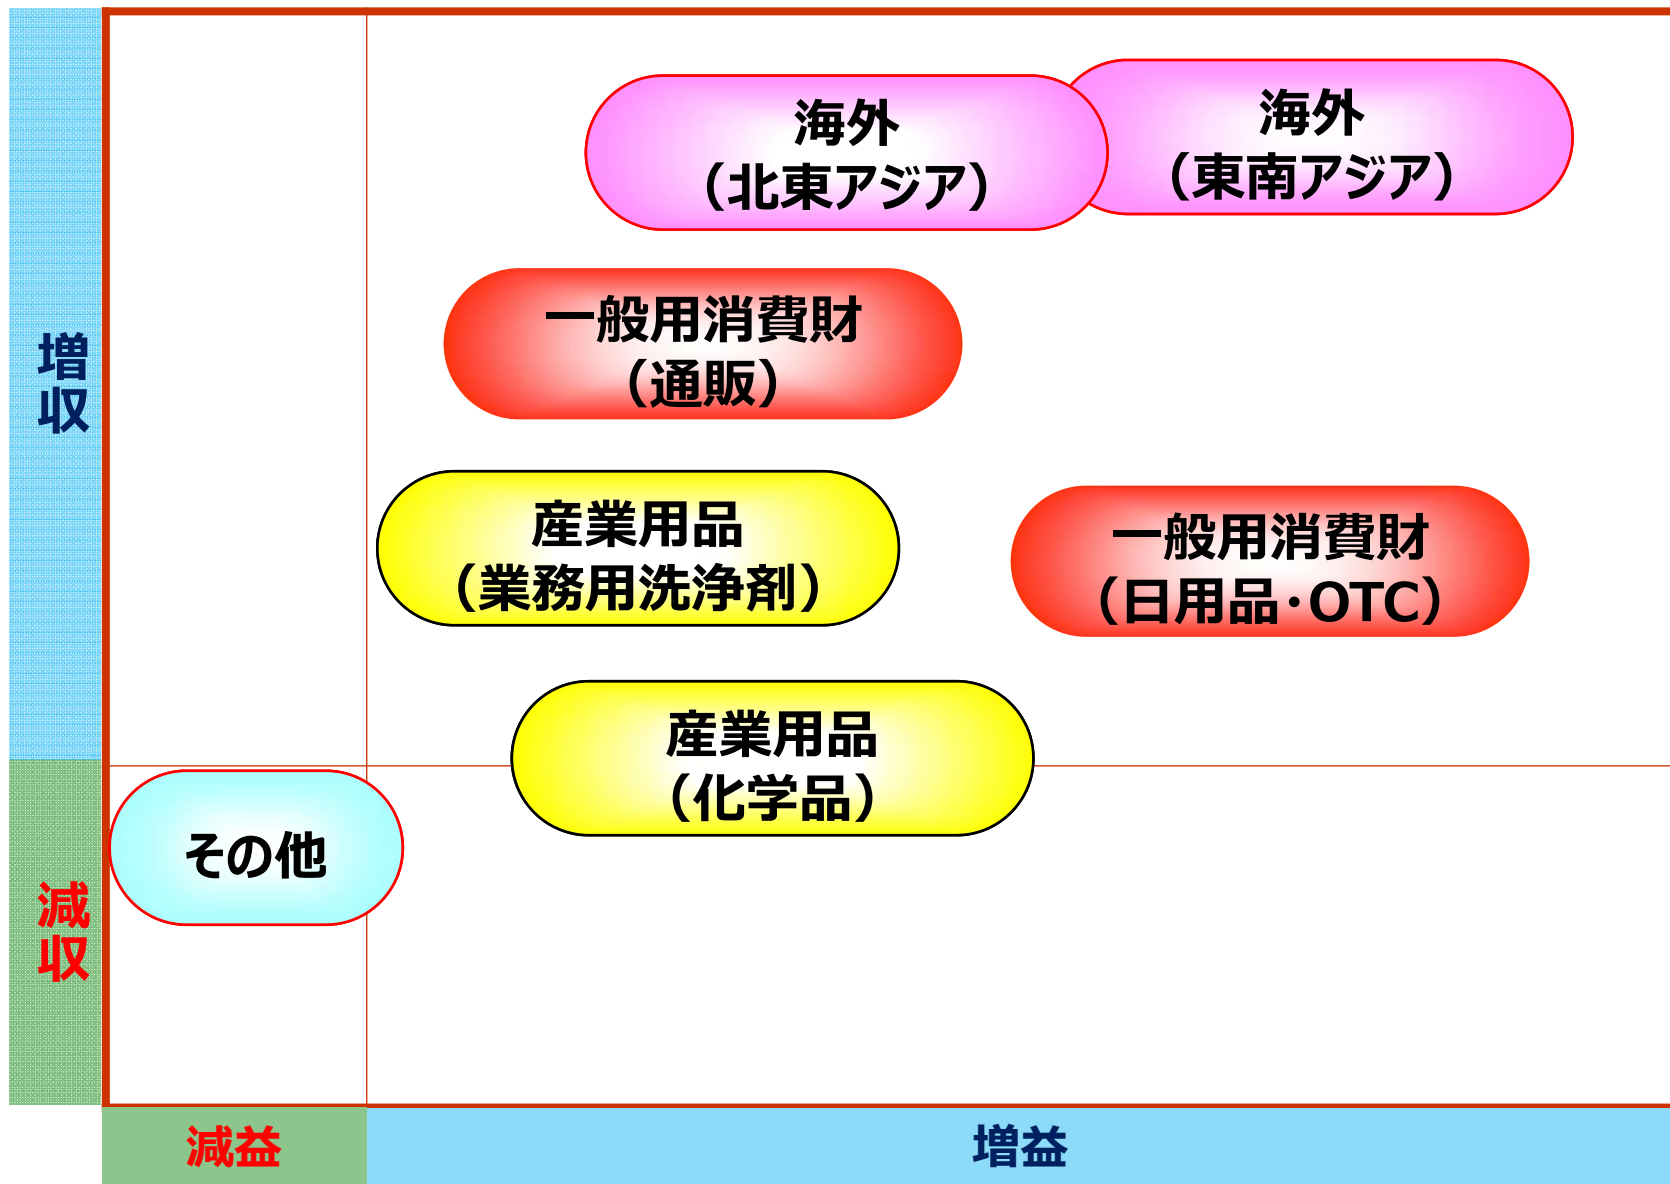 海外
（北東アジア）
海外
（東南アジア）
一般用消費財
（通販）
産業用品
（業務用洗浄剤）
一般用消費財
（日用品・OTC）
産業用品
（化学品）
その他
増収
減収
減益
増益